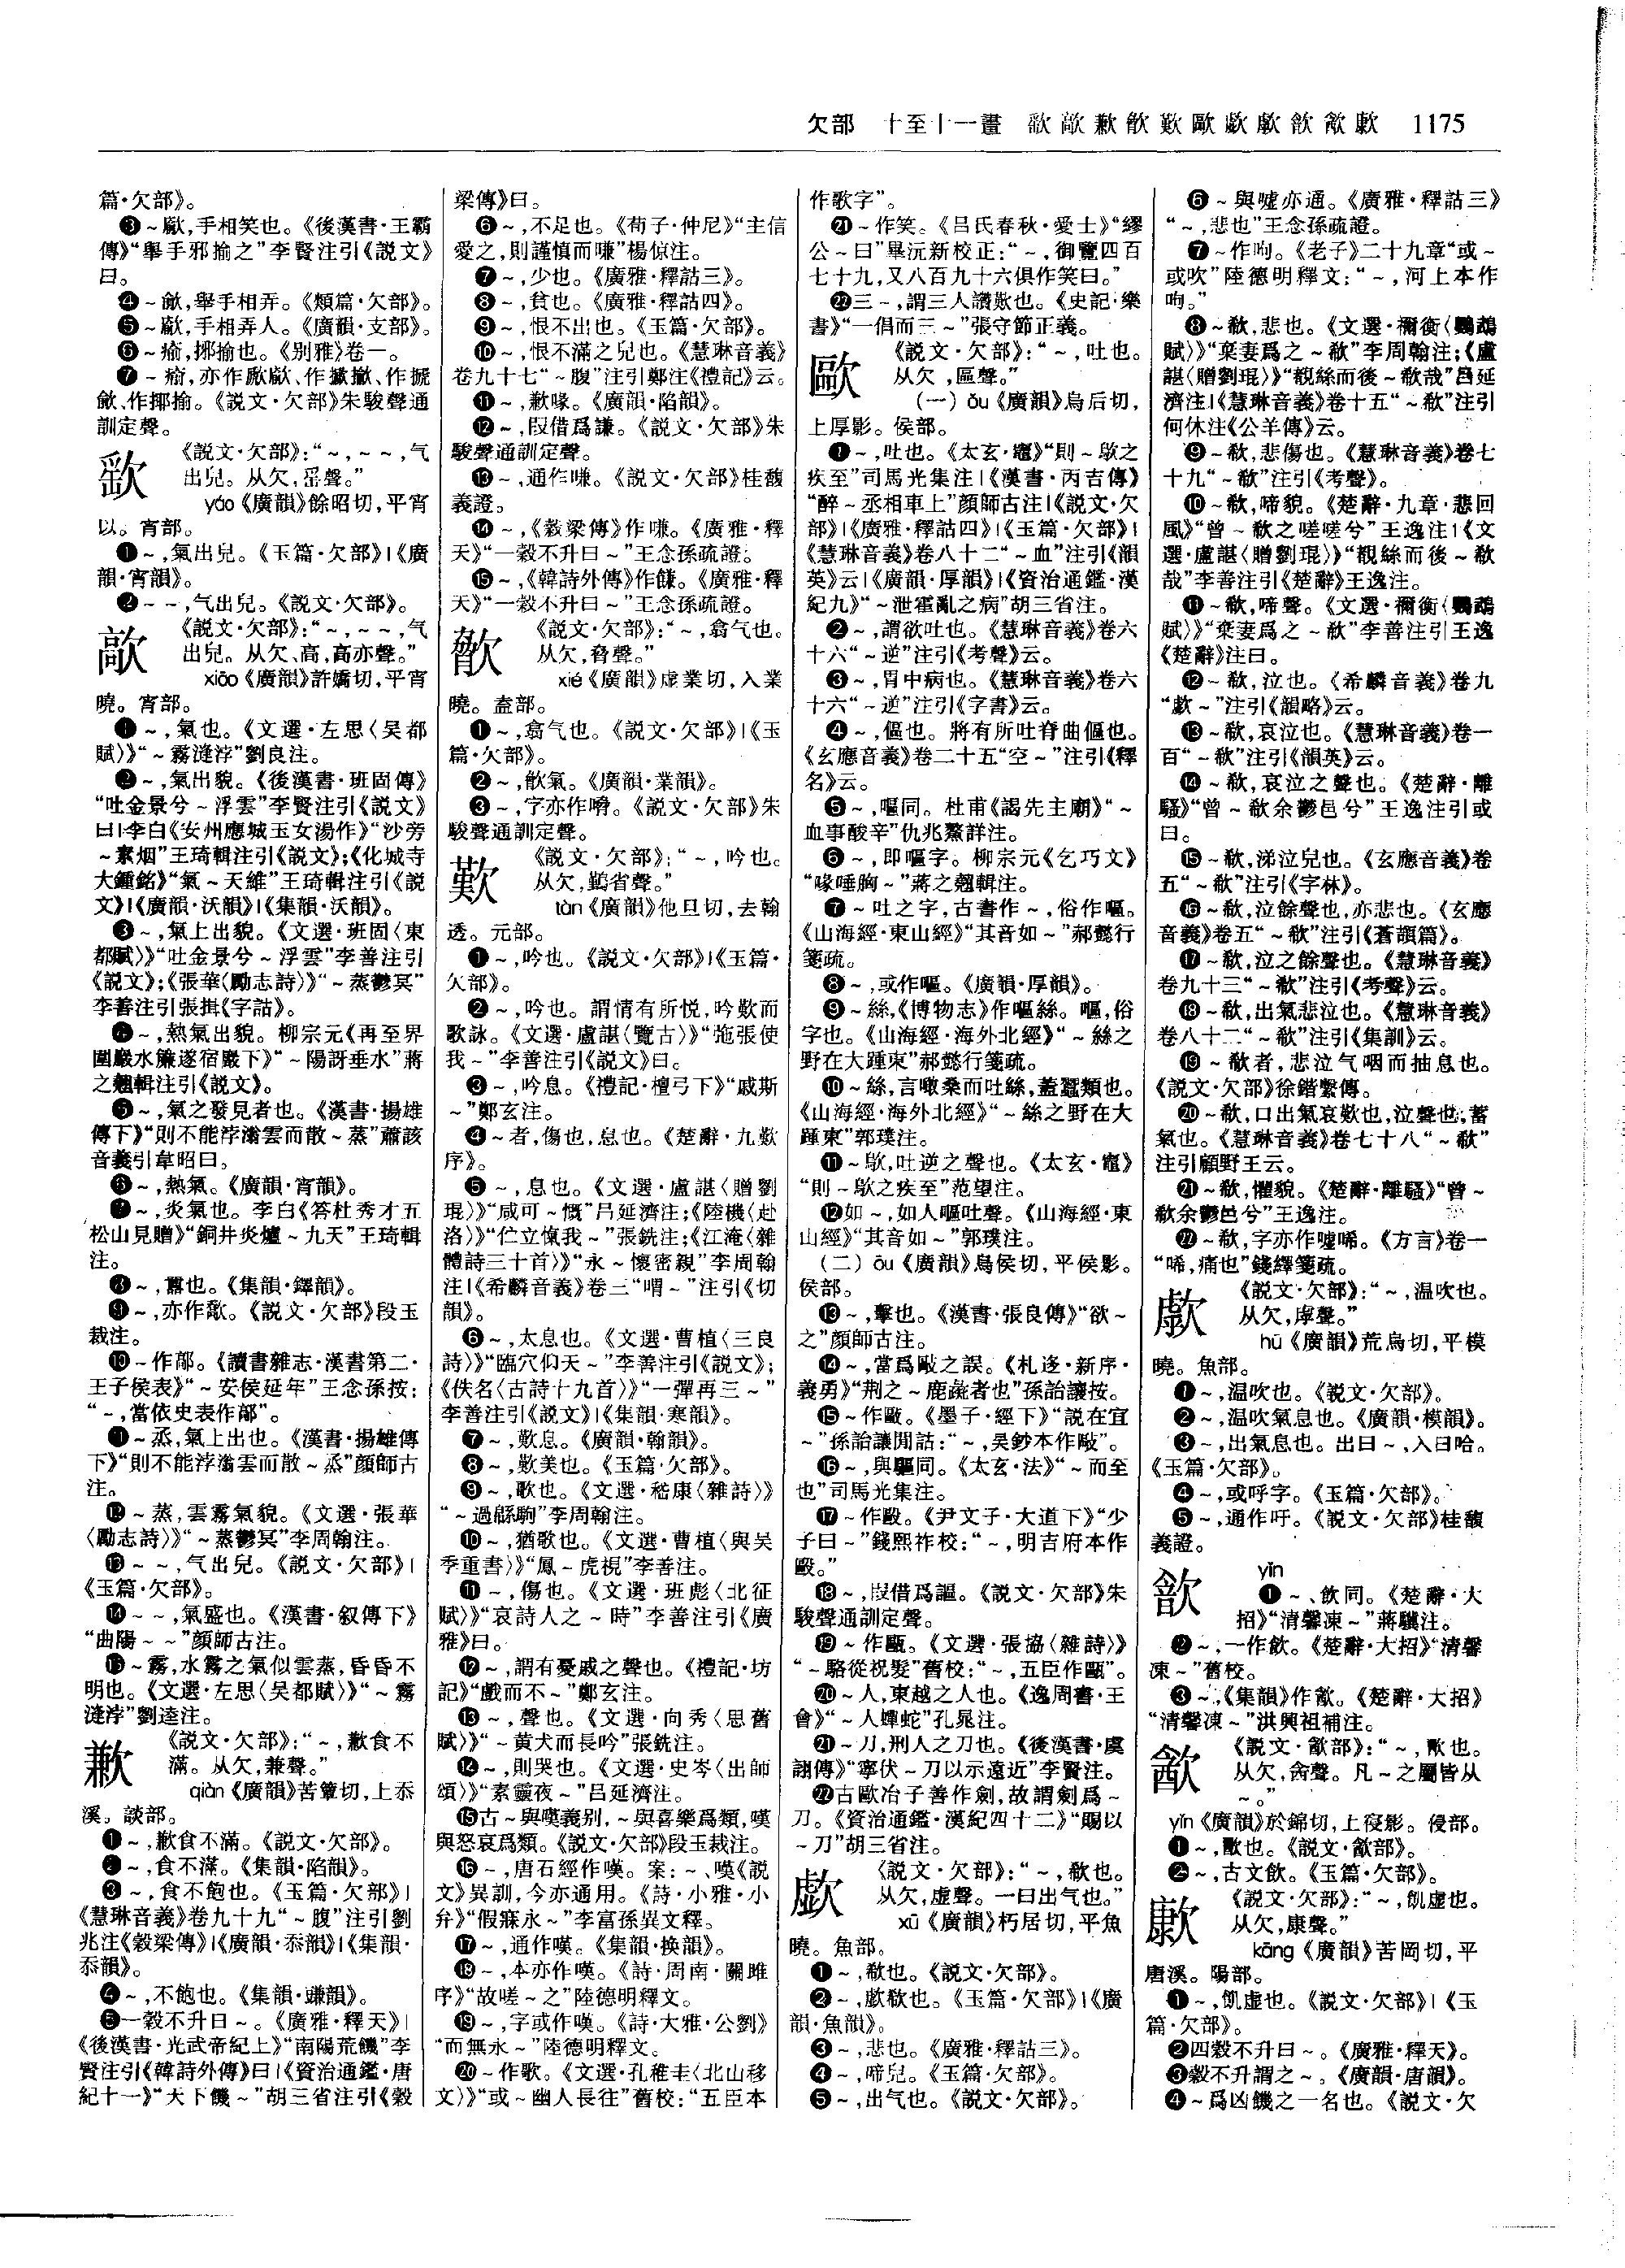 欠部　十至十一畫　歊歊歉歙歎歐歔歑㱃歠歁　1175
篇·欠部》。
❸～歈,手相笑也。《後漢書·王霸
傳》“舉手邪揄之”李賢注引《説文》
曰。
❹～歈,舉手相弄。《類篇·欠部》。
❺～歈,手相弄人。《廣韻·支部》。
❻～瘉,揶揄也。《别雅》卷一。
訓定聲。
《説文·欠部》：“～,～～,气
出皃。从欠,䍃聲。”
yáo《廣韻》餘昭切,平宵
以。宵部。
❶～,氣出皃。《玉篇·欠部》|《廣
韻·宵韻》。
❷～～,气出皃。《説文·欠部》。
歊
《説文·欠部》：“～,～～,气
出皃。从欠、高,高亦聲。”
xiāo《廣韻》許嬌切,平宵
曉。宵部。
❶～,氣也。《文選·左思〈吴都
賦〉》“～霧漨浡”劉良注。
❷～,氣出貌。《後漢書·班固傳》
“吐金景兮～浮雲”李賢注引《説文》
曰|李白《安州應城玉女湯作》“沙旁
～素烟”王琦輯注引《説文》;《化城寺
大鍾銘》“氣～天維”王琦輯注引《説
文》|《廣韻·沃韻》|《集韻·沃韻》。
❸～,氣上出貌。《文選·班固〈東
都賦〉》“吐金景兮～浮雲”李善注引
《説文》;《張華〈勵志詩〉》“～蒸鬱冥”
李善注引張揖《字詁》。
❹～,熱氣出貌。柳宗元《再至界
圍巖水簾遂宿巖下》“～陽訝垂水”蔣
之翹輯注引《説文》。
❺～,氣之發見者也。《漢書·揚雄
傳下》“則不能浡滃雲而散～蒸”蕭該
音義引韋昭曰。
❻～,熱氣。《廣韻·宵韻》。
❼～,炎氣也。李白《答杜秀才五
松山見贈》“銅井炎爐～九天”王琦輯
注。
❽～,囂也。《集韻·鐸韻》。
❾～,亦作歊。《説文·欠部》段玉
裁注。
❿～作鄗。《讀書雜志·漢書第二·
王子侯表》“～安侯延年”王念孫按：
“～,當依史表作鄗”。
⓫～烝,氣上出也。《漢書·揚雄傳
下》“則不能浡滃雲而散～烝”顔師古
注。
⓬～蒸,雲霧氣貌。《文選·張華
〈勵志詩〉》“～蒸鬱冥”李周翰注。
⓭～～,气出皃。《説文·欠部》|
《玉篇·欠部》。
⓮～～,氣盛也。《漢書·叙傳下》
“曲陽～～”顔師古注。
⓯～霧,水霧之氣似雲蒸,昏昏不
明也。《文選·左思〈吴都賦〉》“～霧
漨浡”劉逵注。
歉
《説文·欠部》：“～,歉食不
滿。从欠,兼聲。”
qiàn《廣韻》苦簟切,上忝
溪。談部。
❶～,歉食不滿。《説文·欠部》。
❷～,食不滿。《集韻·陷韻》。
❸～,食不飽也。《玉篇·欠部》|
《慧琳音義》卷九十九“～腹”注引劉
兆注《穀梁傳》|《廣韻·忝韻》|《集韻·
忝韻》。
❹～,不飽也。《集韻·豏韻》。
❺一穀不升曰～。《廣雅·釋天》|
《後漢書·光武帝紀上》“南陽荒饑”李
賢注引《韓詩外傳》曰|《資治通鑑·唐
紀十一》“天下饑～”胡三省注引《穀
梁傳》曰。
❻～,不足也。《荀子·仲尼》“主信
愛之,則謹慎而嗛”楊倞注。
❼～,少也。《廣雅·釋詁三》。
❽～,貧也。《廣雅·釋詁四》。
❾～,恨不出也。《玉篇·欠部》。
❿～,恨不滿之皃也。《慧琳音義》
卷九十七“～腹”注引鄭注《禮記》云。
⓫～,歉喙。《廣韻·陷韻》。
⓬～,叚借爲謙。《説文·欠部》朱
駿聲通訓定聲。
⓭～,通作嗛。《説文·欠部》桂馥
義證。
⓮～,《穀梁傳》作嗛。《廣雅·釋
天》“一穀不升曰～”王念孫疏證。
⓯～,《韓詩外傳》作鎌。《廣雅·釋
天》“一穀不升曰～”王念孫疏證。
《説文·欠部》：“～,翕气也。
从欠,脅聲。”
xié《廣韻》虚業切,入業
曉。盍部。
❶～,翕气也。《説文·欠部》|《玉
篇·欠部》。
❷～,歙氣。《廣韻·業韻》。
❸～,字亦作嗋。《説文·欠部》朱
駿聲通訓定聲。
歎
《説文·欠部》：“～,吟也。
从欠,鷬省聲。”
tàn《廣韻》他旦切,去翰
透。元部。
❶～,吟也。《説文·欠部》|《玉篇·
欠部》。
❷～,吟也。謂情有所悦,吟歎而
歌詠。《文選·盧諶〈覽古〉》“弛張使
我～”李善注引《説文》曰。
❸～,吟息。《禮記·檀弓下》“戚斯
～”鄭玄注。
❹～者,傷也,息也。《楚辭·九歎
序》。
❺～,息也。《文選·盧諶〈贈劉
琨〉》“咸可～慨”吕延濟注;《陸機〈赴
洛〉》“佇立慨我～”張銑注;《江淹〈雜
體詩三十首〉》“永～懷密親”李周翰
注|《希麟音義》卷三“喟～”注引《切
韻》。
❻～,太息也。《文選·曹植〈三良
詩〉》“臨穴仰天～”李善注引《説文》;
《佚名〈古詩十九首〉》“一彈再三～”
李善注引《説文》|《集韻·寒韻》。
❼～,歎息。《廣韻·翰韻》。
❽～,歎美也。《玉篇·欠部》。
❾～,歌也。《文選·嵇康〈雜詩〉》
“～過緜駒”李周翰注。
❿～,猶歌也。《文選·曹植〈與吴
季重書〉》“鳳～虎視”李善注。
⓫～,傷也。《文選·班彪〈北征
賦〉》“哀詩人之～時”李善注引《廣
雅》曰。
⓬～,謂有憂戚之聲也。《禮記·坊
記》“戲而不～”鄭玄注。
⓭～,聲也。《文選·向秀〈思舊
賦〉》“～黄犬而長吟”張銑注。
⓮～,則哭也。《文選·史岑〈出師
頌〉》“素靈夜～”吕延濟注。
⓯古～與嘆義别,～與喜樂爲類,嘆
與怒哀爲類。《説文·欠部》段玉裁注。
⓰～,唐石經作嘆。案：～、嘆《説
文》異訓,今亦通用。《詩·小雅·小
弁》“假寐永～”李富孫異文釋。
⓱～,通作嘆。《集韻·换韻》。
⓲～,本亦作嘆。《詩·周南·關雎
序》“故嗟～之”陸德明釋文。
⓳～,字或作嘆。《詩·大雅·公劉》
“而無永～”陸德明釋文。
⓴～作歌。《文選·孔稚圭〈北山移
文〉》“或～幽人長往”舊校：“五臣本
作歌字”。
㉑～作笑。《吕氏春秋·愛士》“繆
公～曰”畢沅新校正：“～,御覽四百
七十九,又八百九十六俱作笑曰。”
㉒三～,謂三人讚歎也。《史記·樂
書》“一倡而三～”張守節正義。
歐
《説文·欠部》：“～,吐也。
从欠,區聲。”
（一）ǒu《廣韻》烏后切,
上厚影。侯部。
❶～,吐也。《太玄·竈》“則～歍之
疾至”司馬光集注|《漢書·丙吉傳》
“醉～丞相車上”顔師古注|《説文·欠
部》|《廣雅·釋詁四》|《玉篇·欠部》|
《慧琳音義》卷八十二“～血”注引《韻
英》云|《廣韻·厚韻》|《資治通鑑·漢
紀九》“～泄霍亂之病”胡三省注。
❷～,謂欲吐也。《慧琳音義》卷六
十六“～逆”注引《考聲》云。
❸～,胃中病也。《慧琳音義》卷六
十六“～逆”注引《字書》云。
❹～,傴也。將有所吐脊曲傴也。
《玄應音義》卷二十五“空～”注引《釋
名》云。
❺～,嘔同。杜甫《謁先主廟》“～
血事酸辛”仇兆鰲詳注。
❻～,即嘔字。柳宗元《乞巧文》
“喙唾胸～”蔣之翹輯注。
❼～吐之字,古書作～,俗作嘔。
《山海經·東山經》“其音如～”郝懿行
箋疏。
❽～,或作嘔。《廣韻·厚韻》。
❾～絲,《博物志》作嘔絲。嘔,俗
字也。《山海經·海外北經》“～絲之
野在大踵東”郝懿行箋疏。
❿～絲,言噉桑而吐絲,蓋蠶類也。
《山海經·海外北經》“～絲之野在大
踵東”郭璞注。
⓫～歍,吐逆之聲也。《太玄·竈》
“則～歍之疾至”范望注。
⓬如～,如人嘔吐聲。《山海經·東
山經》“其音如～”郭璞注。
（二）ōu《廣韻》烏侯切,平侯影。
侯部。
⓭～,擊也。《漢書·張良傳》“欲～
之”顔師古注。
⓮～,當爲毆之誤。《札迻·新序·
義勇》“荆之～鹿彘者也”孫詒讓按。
⓯～作毆。《墨子·經下》“説在宜
～”孫詒讓閒詁：“～,吴鈔本作毆”。
⓰～,與驅同。《太玄·法》“～而至
也”司馬光集注。
⓱～作毆。《尹文子·大道下》“少
子曰～”錢熙祚校：“～,明吉府本作
毆。”
⓲～,叚借爲謳。《説文·欠部》朱
駿聲通訓定聲。
⓳～作甌。《文選·張協〈雜詩〉》
“～駱從祝髮”舊校：“～,五臣作甌”。
⓴～人,東越之人也。《逸周書·王
會》“～人蟬蛇”孔晁注。
㉑～刀,刑人之刀也。《後漢書·虞
詡傳》“寧伏～刀以示遠近”李賢注。
㉒古歐冶子善作劍,故謂劍爲～
刀。《資治通鑑·漢紀四十二》“賜以
～刀”胡三省注。
歔
《説文·欠部》：“～,欷也。
从欠,虚聲。一曰出气也。”
xū《廣韻》朽居切,平魚
曉。魚部。
❶～,欷也。《説文·欠部》。
❷～,歔欷也。《玉篇·欠部》|《廣
韻·魚韻》。
❸～,悲也。《廣雅·釋詁三》。
❹～,啼皃。《玉篇·欠部》。
❺～,出气也。《説文·欠部》。
❻～與嘘亦通。《廣雅·釋詁三》
“～,悲也”王念孫疏證。
❼～作呴。《老子》二十九章“或～
或吹”陸德明釋文：“～,河上本作
呴。”
❽～欷,悲也。《文選·禰衡〈鸚鵡
賦〉》“棄妻爲之～欷”李周翰注;《盧
諶〈贈劉琨〉》“覩絲而後～欷哉”吕延
濟注|《慧琳音義》卷十五“～欷”注引
何休注《公羊傳》云。
❾～欷,悲傷也。《慧琳音義》卷七
十九“～欷”注引《考聲》。
❿～欷,啼貌。《楚辭·九章·悲回
風》“曾～欷之嗟嗟兮”王逸注|《文
選·盧諶〈贈劉琨〉》“覩絲而後～欷
哉”李善注引《楚辭》王逸注。
⓫～欷,啼聲。《文選·禰衡〈鸚鵡
賦〉》“棄妻爲之～欷”李善注引王逸
《楚辭》注曰。
⓬～欷,泣也。《希麟音義》卷九
“歔～”注引《韻略》云。
⓭～欷,哀泣也。《慧琳音義》卷一
百“～欷”注引《韻英》云。
⓮～欷,哀泣之聲也。《楚辭·離
騷》“曾～欷余鬱邑兮”王逸注引或
曰。
⓯～欷,涕泣皃也。《玄應音義》卷
五“～欷”注引《字林》。
⓰～欷,泣餘聲也,亦悲也。《玄應
音義》卷五“～欷”注引《蒼頡篇》。
⓱～欷,泣之餘聲也。《慧琳音義》
卷九十三“～欷”注引《考聲》云。
⓲～欷,出氣悲泣也。《慧琳音義》
卷八十二“～欷”注引《集訓》云。
⓳～欷者,悲泣气咽而抽息也。
《説文·欠部》徐鍇繫傳。
⓴～欷,口出氣哀歎也,泣聲也,蓄
氣也。《慧琳音義》卷七十八“～欷”
注引顧野王云。
㉑～欷,懼貌。《楚辭·離騷》“曾～
欷余鬱邑兮”王逸注。
㉒～欷,字亦作嘘唏。《方言》卷一
“唏,痛也”錢繹箋疏。
歑
《説文·欠部》：“～,温吹也。
从欠,虖聲。”
hū《廣韻》荒烏切,平模
曉。魚部。
❶～,温吹也。《説文·欠部》。
❷～,温吹氣息也。《廣韻·模韻》。
❸～,出氣息也。出曰～,入曰哈。
《玉篇·欠部》。
❹～,或呼字。《玉篇·欠部》。
❺～,通作呼。《説文·欠部》桂馥
義證。
yǐn
❶～、飲同。《楚辭·大
招》“清馨凍～”蔣驥注。
❷～,一作飲。《楚辭·大招》“清馨
凍～”舊校。
❸～,《集韻》作㱃。《楚辭·大招》
“清馨凍～”洪興祖補注。
㱃
《説文·㱃部》：“～,歠也。
从欠,酓聲。凡～之屬皆从
～。”
yǐn《廣韻》於錦切,上寑影。侵部。
❶～,歠也。《説文·㱃部》。
❷～,古文飲。《玉篇·欠部》。
歁
《説文·欠部》：“～,飢虚也。
从欠,康聲。”
kāng《廣韻》苦岡切,平
唐溪。陽部。
❶～,飢虚也。《説文·欠部》|《玉
篇·欠部》。
❷四穀不升曰～。《廣雅·釋天》。
❸穀不升謂之～。《廣韻·唐韻》。
❹～爲凶饑之一名也。《説文·欠